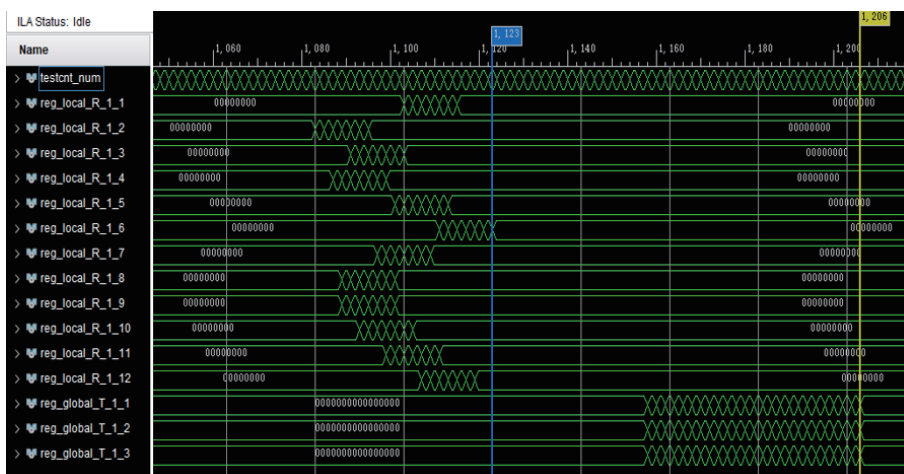 ILA Status: Idle
1, 206
1, 123
Name
1, 060 1, 080 1, 100 1, 120 1, 140 1, 160 1, 180 1, 200
testcnt_num
reg_local_R_1_1 00000000 00000000
reg_local_R_1_2 00000000 00000000
reg_local_R_1_3 00000000 00000000
reg_local_R_1_4 00000000 00000000
reg_local_R_1_5 00000000 00000000
reg_local_R_1_6 00000000 00000000
reg_local_R_1_7 00000000 00000000
reg_local_R_1_8 00000000 00000000
reg_local_R_1_9 00000000 00000000
reg_local_R_1_10 00000000 00000000
reg_local_R_1_11 00000000 00000000
reg_local_R_1_12 00000000 00000000
reg_global_T_1_1 0000000000000000
reg_global_T_1_2 0000000000000000
reg_global_T_1_3 0000000000000000